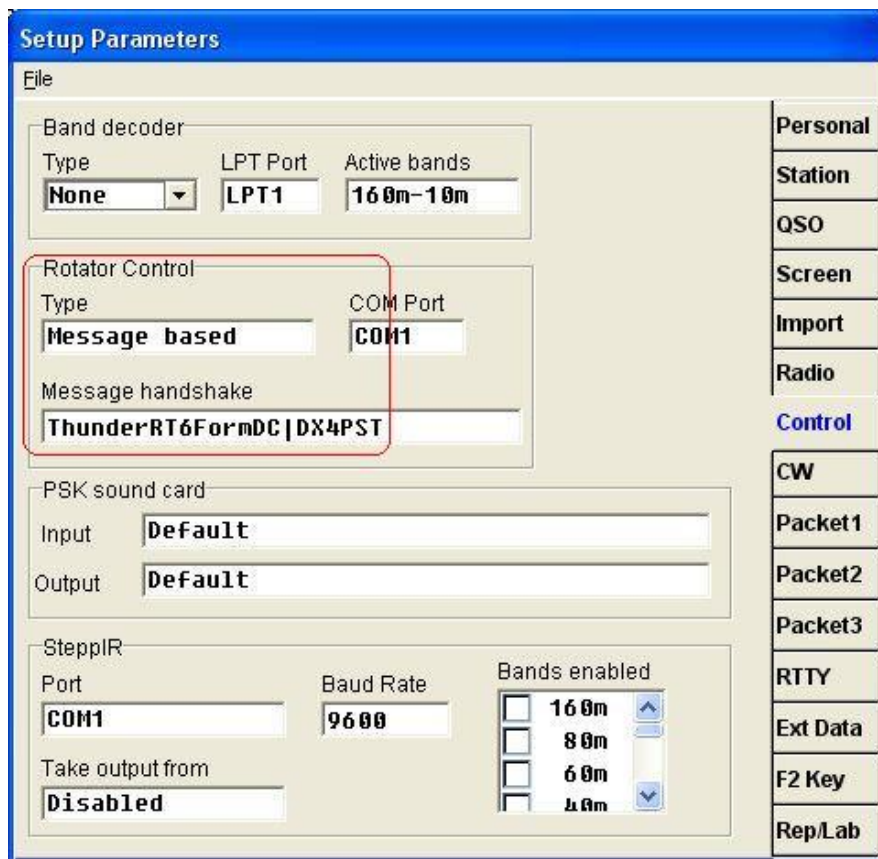 Setup Parameters
File
Band decoder
Type LPT Port Active bands
None LPT1 160m-10m
Rotator Control
Type COM Port
Message based COM1
Message handshake
ThunderRT6FormDC|DX4PST
PSK sound card
Input Default
Output Default
SteppIR
Port Baud Rate Bands enabled
COM1 9600
160m
80m
60m
40m
Take output from
Disabled
Personal
Station
QSO
Screen
Import
Radio
Control
CW
Packet1
Packet2
Packet3
RTTY
Ext Data
F2 Key
Rep/Lab